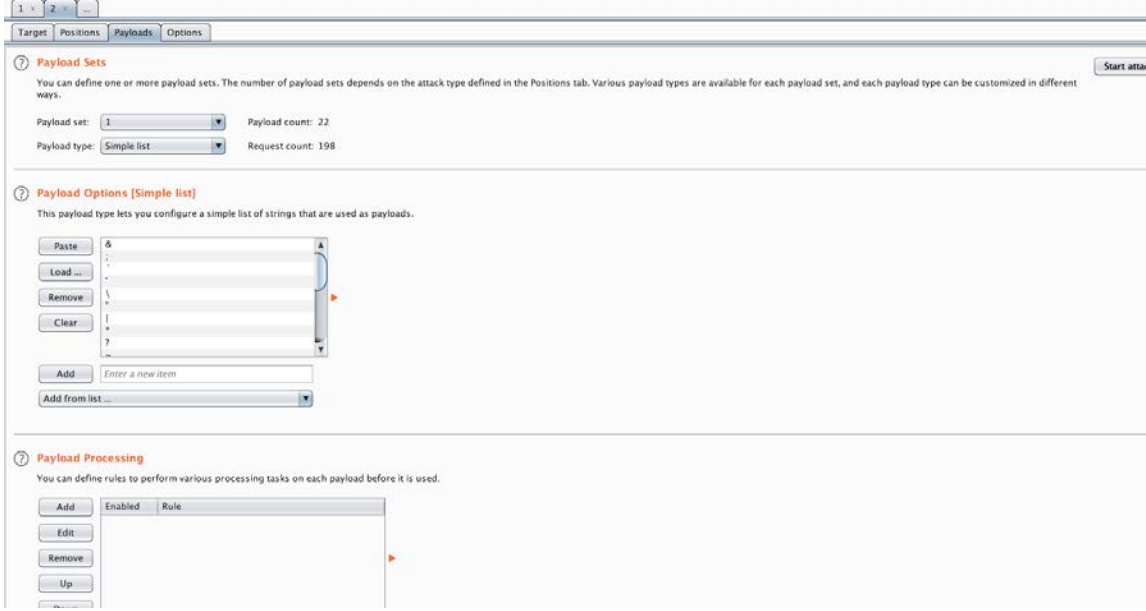 1 × 2 × ...
Target Positions Payloads Options
? Payload Sets
Start attac
You can define one or more payload sets. The number of payload sets depends on the attack type defined in the Positions tab. Various payload types are available for each payload set, and each payload type can be customized in different
ways.
Payload set: 1 Payload count: 22
Payload type: Simple list Request count: 198
? Payload Options [Simple list]
This payload type lets you configure a simple list of strings that are used as payloads.
Paste
Load ...
Remove
Clear
&
;
\
|
*
?
~
Add Enter a new item
Add from list ...
? Payload Processing
You can define rules to perform various processing tasks on each payload before it is used.
Add Enabled Rule
Edit
Remove
Up
Down